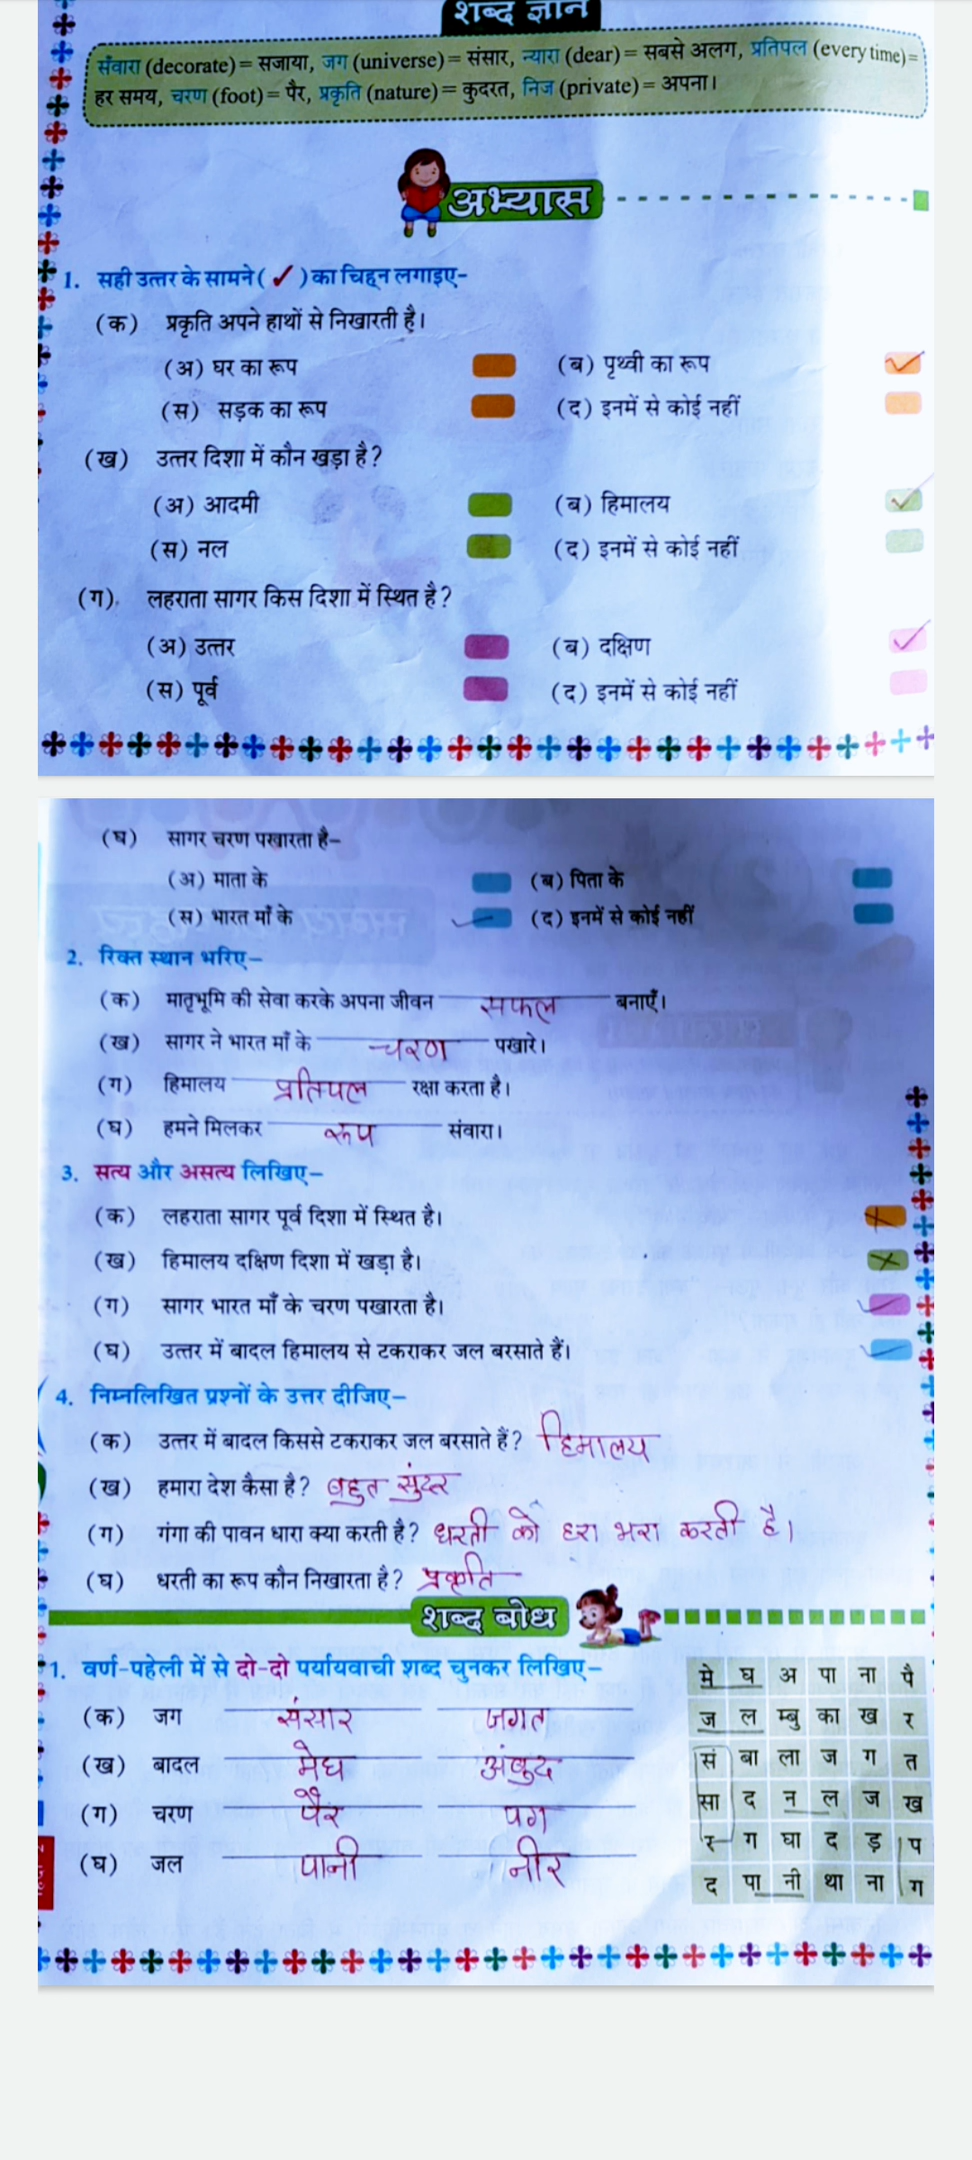 शब्द ज्ञान
सँवारा (decorate) = सजाया, जग (universe) = संसार, न्यारा (dear) = सबसे अलग, प्रतिपल (every time) =
हर समय, चरण (foot) = पैर, प्रकृति (nature) = कुदरत, निज (private) = अपना।
अभ्यास
1. सही उत्तर के सामने ( ✓ ) का चिह्न लगाइए–
(क) प्रकृति अपने हाथों से निखारती है।
(अ) घर का रूप (ब) पृथ्वी का रूप ✓
(स) सड़क का रूप (द) इनमें से कोई नहीं
(ख) उत्तर दिशा में कौन खड़ा है?
(अ) आदमी (ब) हिमालय ✓
(स) नल (द) इनमें से कोई नहीं
(ग) लहराता सागर किस दिशा में स्थित है?
(अ) उत्तर (ब) दक्षिण ✓
(स) पूर्व (द) इनमें से कोई नहीं
(घ) सागर चरण पखारता है–
(अ) माता के (ब) पिता के
(स) भारत माँ के ✓ (द) इनमें से कोई नहीं
2. रिक्त स्थान भरिए–
(क) मातृभूमि की सेवा करके अपना जीवन सफल बनाएँ।
(ख) सागर ने भारत माँ के चरण पखारे।
(ग) हिमालय प्रतिपल रक्षा करता है।
(घ) हमने मिलकर रूप संवारा।
3. सत्य और असत्य लिखिए–
(क) लहराता सागर पूर्व दिशा में स्थित है। ✗
(ख) हिमालय दक्षिण दिशा में खड़ा है। ✗
(ग) सागर भारत माँ के चरण पखारता है। ✓
(घ) उत्तर में बादल हिमालय से टकराकर जल बरसाते हैं। ✓
4. निम्नलिखित प्रश्नों के उत्तर दीजिए–
(क) उत्तर में बादल किससे टकराकर जल बरसाते हैं? हिमालय
(ख) हमारा देश कैसा है? बहुत सुंदर
(ग) गंगा की पावन धारा क्या करती है? धरती को हरा भरा करती है।
(घ) धरती का रूप कौन निखारता है? प्रकृति
शब्द बोध
1. वर्ण-पहेली में से दो-दो पर्यायवाची शब्द चुनकर लिखिए–
(क) जग संसार जगत
(ख) बादल मेघ अंबुद
(ग) चरण पैर पग
(घ) जल पानी नीर
मे घ अ पा ना पै
ज ल म्बु का ख र
सं बा ला ज ग त
सा द न ल ज ख
र ग घा द ड़ प
द पा नी था ना ग